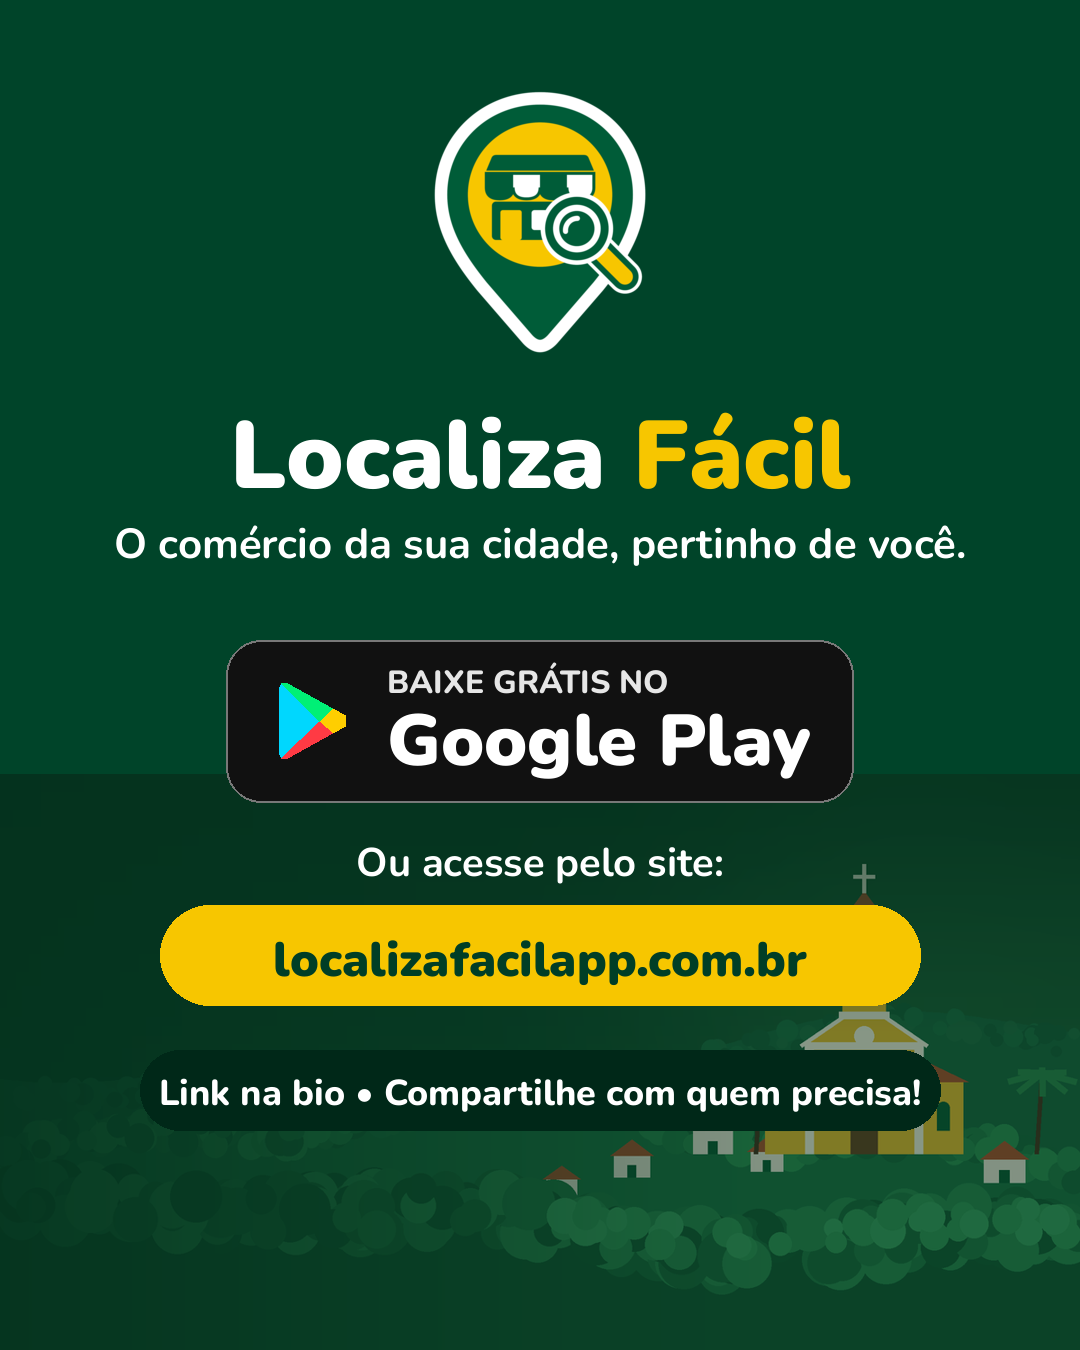 Localiza Fácil
O comércio da sua cidade, pertinho de você.
BAIXE GRÁTIS NO
Google Play
Ou acesse pelo site:
localizafacilapp.com.br
Link na bio • Compartilhe com quem precisa!